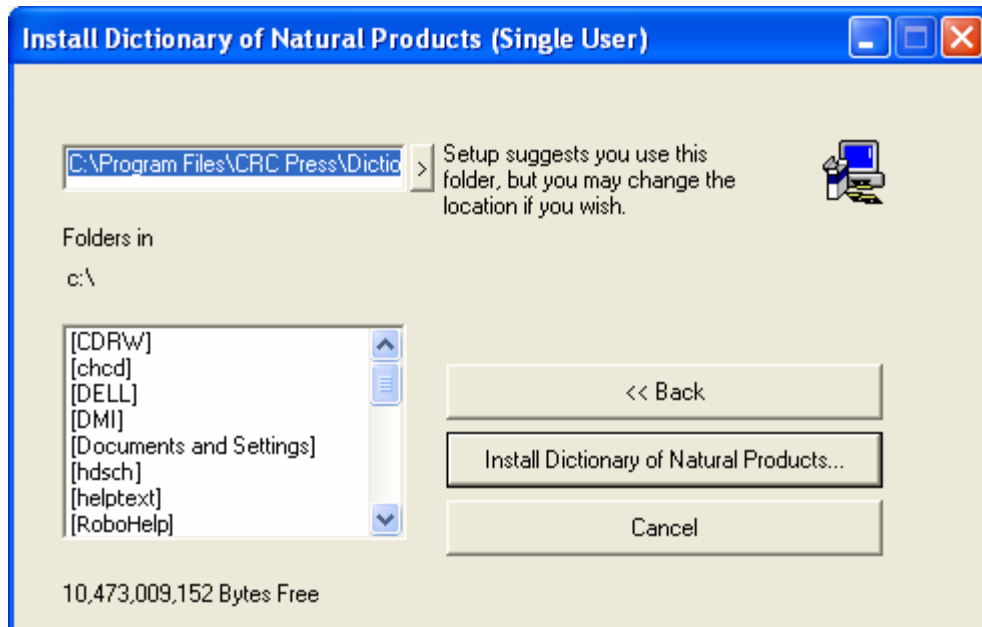 Install Dictionary of Natural Products (Single User)
C:\Program Files\CRC Press\Dictio
>
Setup suggests you use this
folder, but you may change the
location if you wish.
Folders in
c:\
[CDRW]
[chcd]
[DELL]
[DMI]
[Documents and Settings]
[hdsch]
[helptext]
[RoboHelp]
<< Back
Install Dictionary of Natural Products...
Cancel
10,473,009,152 Bytes Free